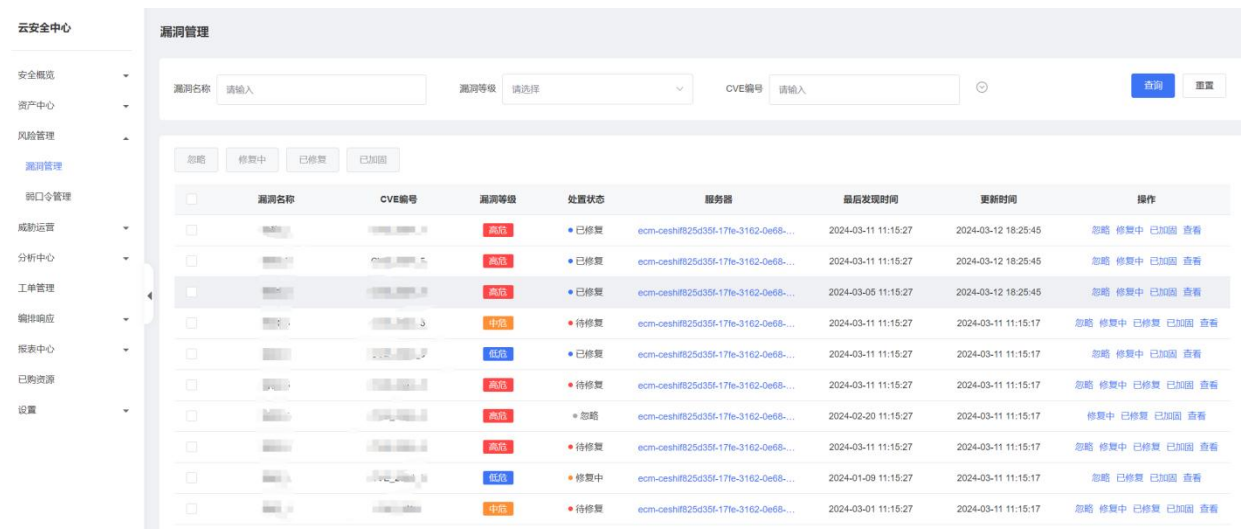 云安全中心
漏洞管理
安全概览
资产中心
风险管理
漏洞管理
弱口令管理
威胁运营
分析中心
工单管理
编排响应
报表中心
已购资源
设置
漏洞名称 请输入 漏洞等级 请选择 CVE编号 请输入 查询 重置
忽略 修复中 已修复 已加固
漏洞名称 CVE编号 漏洞等级 处置状态 服务器 最后发现时间 更新时间 操作
高危 已修复 ecm-ceshif825d35f-17fe-3162-0e68-... 2024-03-11 11:15:27 2024-03-12 18:25:45 忽略 修复中 已加固 查看
高危 已修复 ecm-ceshif825d35f-17fe-3162-0e68-... 2024-03-11 11:15:27 2024-03-12 18:25:45 忽略 修复中 已加固 查看
高危 已修复 ecm-ceshif825d35f-17fe-3162-0e68-... 2024-03-05 11:15:27 2024-03-12 18:25:45 忽略 修复中 已加固 查看
中危 待修复 ecm-ceshif825d35f-17fe-3162-0e68-... 2024-03-11 11:15:27 2024-03-11 11:15:17 忽略 修复中 已修复 已加固 查看
低危 已修复 ecm-ceshif825d35f-17fe-3162-0e68-... 2024-03-11 11:15:27 2024-03-11 11:15:17 忽略 修复中 已加固 查看
高危 待修复 ecm-ceshif825d35f-17fe-3162-0e68-... 2024-03-11 11:15:27 2024-03-11 11:15:17 忽略 修复中 已修复 已加固 查看
高危 忽略 ecm-ceshif825d35f-17fe-3162-0e68-... 2024-02-20 11:15:27 2024-03-11 11:15:17 修复中 已修复 已加固 查看
高危 待修复 ecm-ceshif825d35f-17fe-3162-0e68-... 2024-03-11 11:15:27 2024-03-11 11:15:17 忽略 修复中 已修复 已加固 查看
低危 修复中 ecm-ceshif825d35f-17fe-3162-0e68-... 2024-01-09 11:15:27 2024-03-11 11:15:17 忽略 已修复 已加固 查看
中危 待修复 ecm-ceshif825d35f-17fe-3162-0e68-... 2024-03-01 11:15:27 2024-03-11 11:15:17 忽略 修复中 已修复 已加固 查看